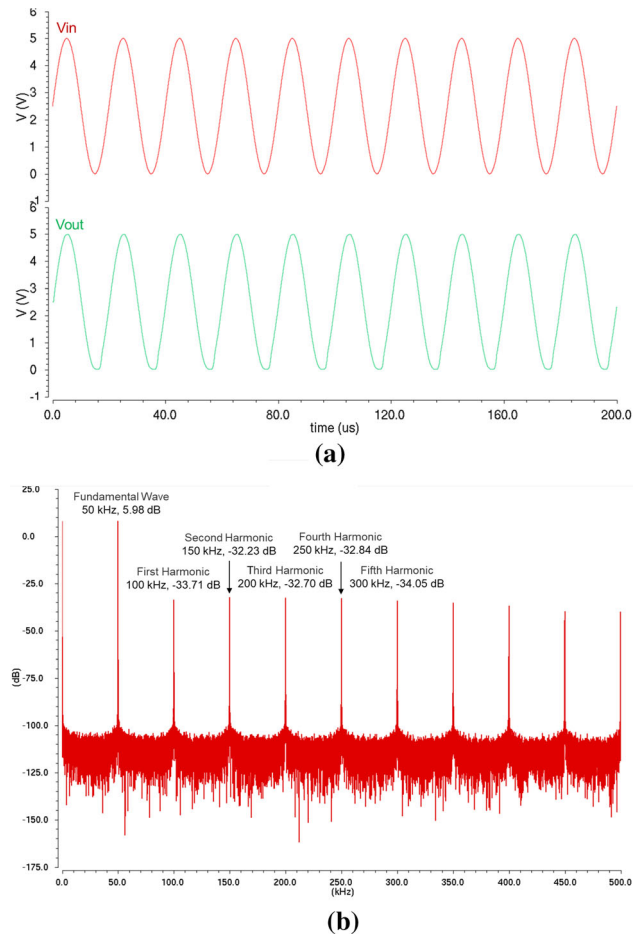 6
Vin
5
4
3
2
1
0
-1
V (V)
6
Vout
5
4
3
2
1
0
-1
V (V)
0.0 40.0 80.0 120.0 160.0 200.0
time (us)
(a)
25.0
Fundamental Wave
50 kHz, 5.98 dB
0.0
Second Harmonic
150 kHz, -32.23 dB
Fourth Harmonic
250 kHz, -32.84 dB
First Harmonic
100 kHz, -33.71 dB
Third Harmonic
200 kHz, -32.70 dB
Fifth Harmonic
300 kHz, -34.05 dB
-25.0
-50.0
(dB)
-75.0
-100.0
-125.0
-150.0
-175.0
0.0 50.0 100.0 150.0 200.0 250.0 300.0 350.0 400.0 450.0 500.0
(kHz)
(b)